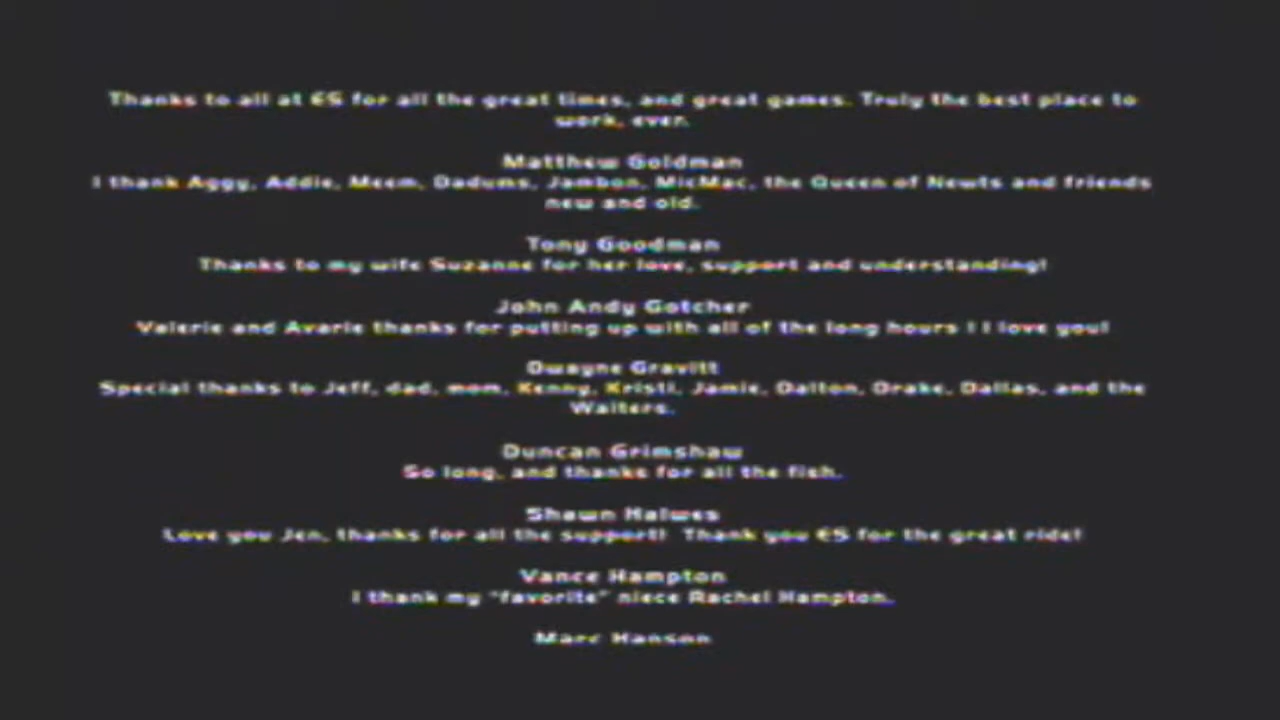 Thanks to all at ES for all the great times, and great games. Truly the best place to
work, ever.
Matthew Goldman
I thank Aggy, Addie, Meem, Dadums, Jambon, MicMac, the Queen of Newts and friends
new and old.
Tony Goodman
Thanks to my wife Suzanne for her love, support and understanding!
John Andy Gotcher
Valerie and Avarie thanks for putting up with all of the long hours ! I love you!
Dwayne Gravitt
Special thanks to Jeff, dad, mom, Kenny, Kristi, Jamie, Dalton, Drake, Dallas, and the
Walters.
Duncan Grimshaw
So long, and thanks for all the fish.
Shawn Halwes
Love you Jen, thanks for all the support!  Thank you ES for the great ride!
Vance Hampton
I thank my "favorite" niece Rachel Hampton.
Marc Hanson